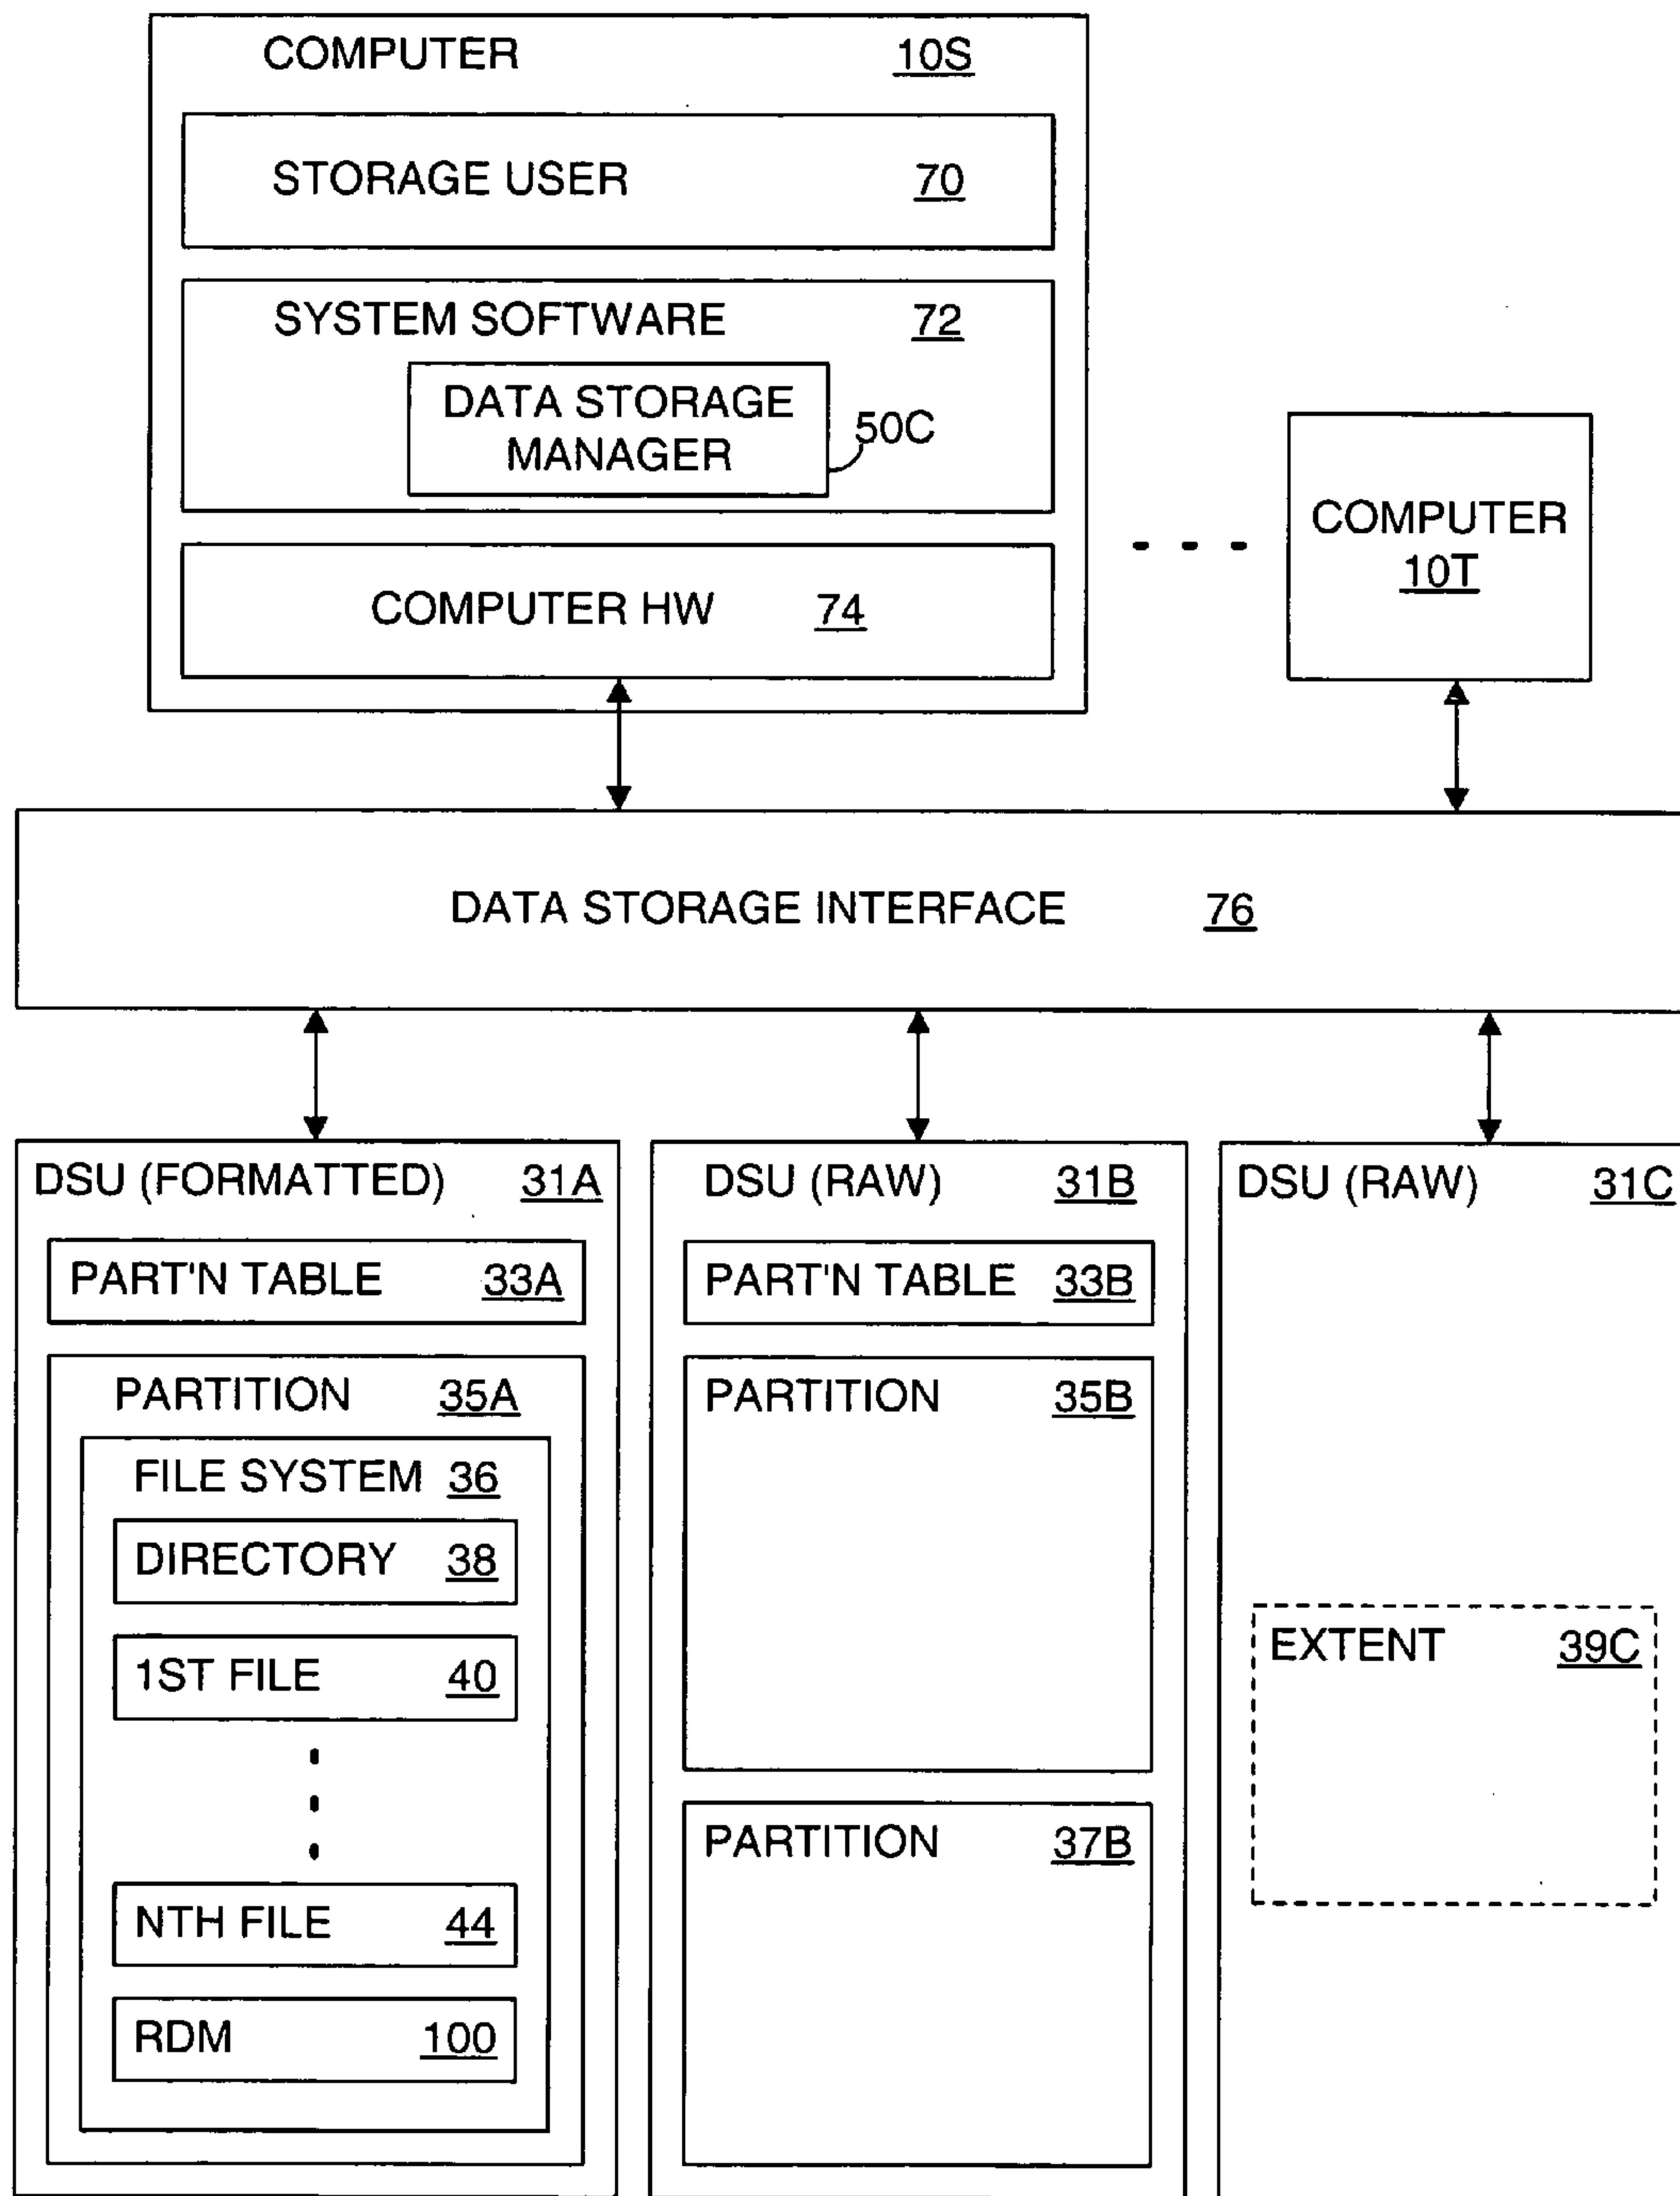 COMPUTER 10S
STORAGE USER 70
SYSTEM SOFTWARE 72
DATA STORAGE
MANAGER
50C
COMPUTER HW 74
COMPUTER
10T
DATA STORAGE INTERFACE 76
DSU (FORMATTED) 31A
PART'N TABLE 33A
PARTITION 35A
FILE SYSTEM 36
DIRECTORY 38
1ST FILE 40
NTH FILE 44
RDM 100
DSU (RAW) 31B
PART'N TABLE 33B
PARTITION 35B
PARTITION 37B
DSU (RAW) 31C
EXTENT 39C